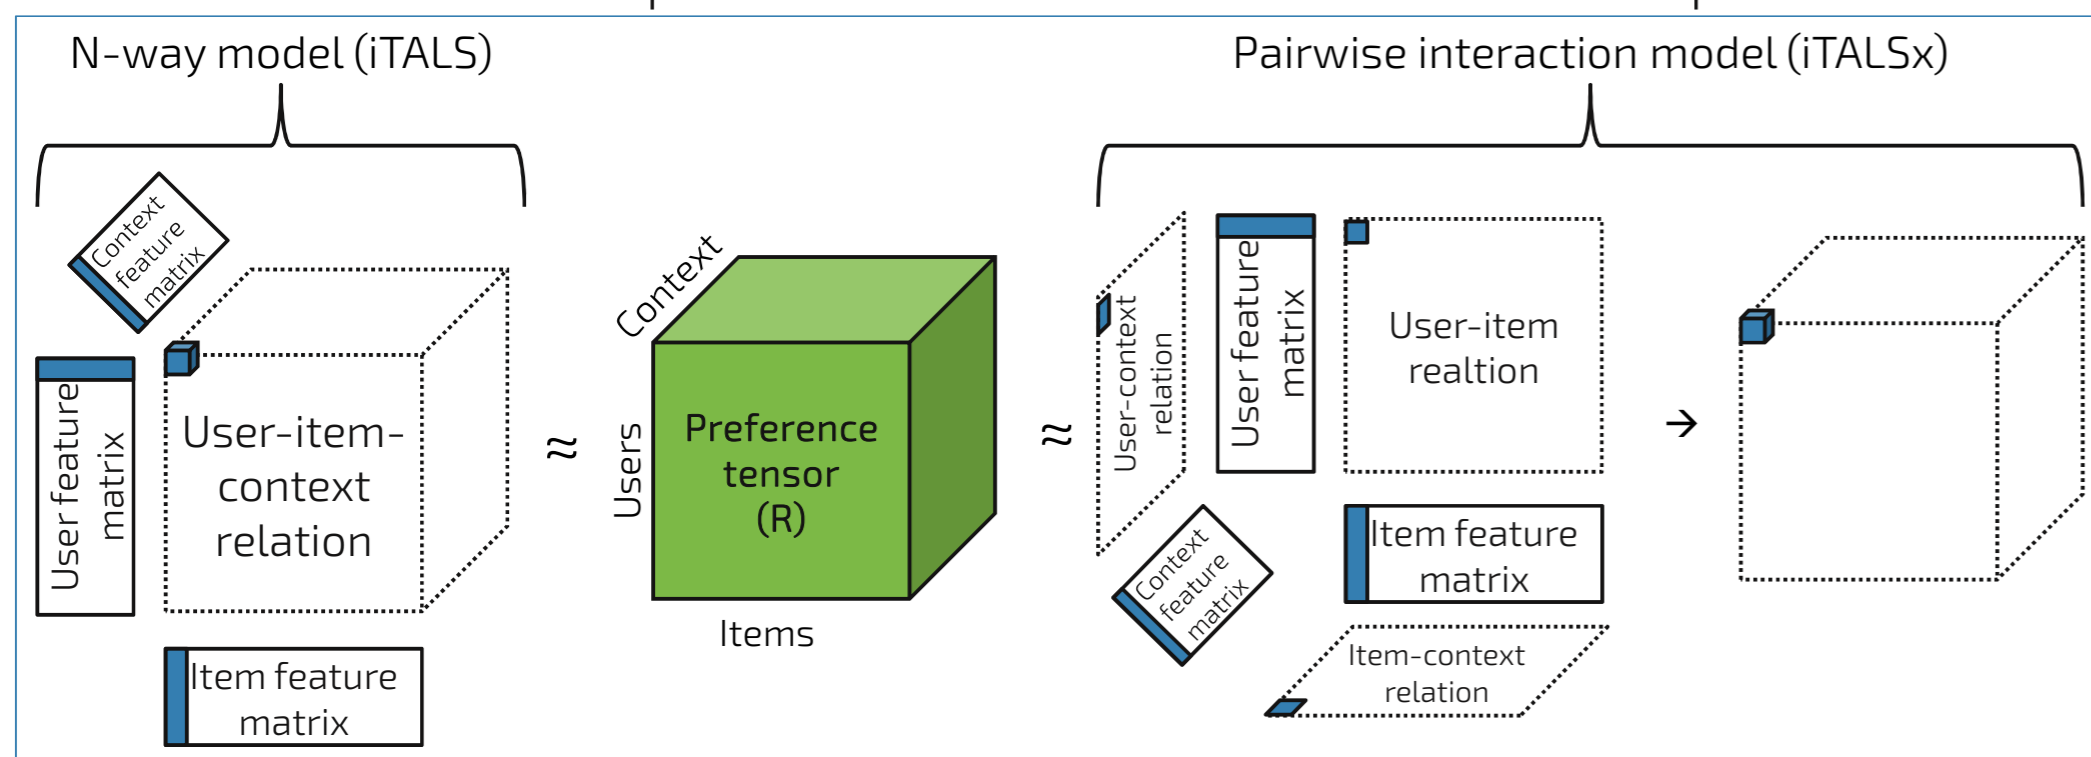 N-way model (iTALS)
Pairwise interaction model (iTALSx)
Context
feature
matrix
User feature
matrix
User-item-
context
relation
Item feature
matrix
≈
Context
Users
Preference
tensor
(R)
Items
≈
User-context
relation
User feature
matrix
User-item
realtion
Context
feature
matrix
Item feature
matrix
Item-context
relation
→